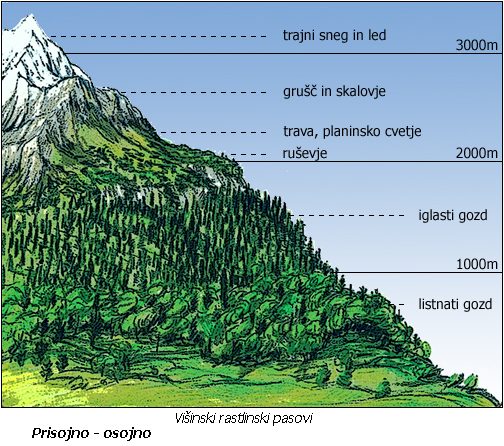 trajni sneg in led
3000m
grušč in skalovje
trava, planinsko cvetje
ruševje
2000m
iglasti gozd
1000m
listnati gozd
Višinski rastlinski pasovi
Prisojno - osojno